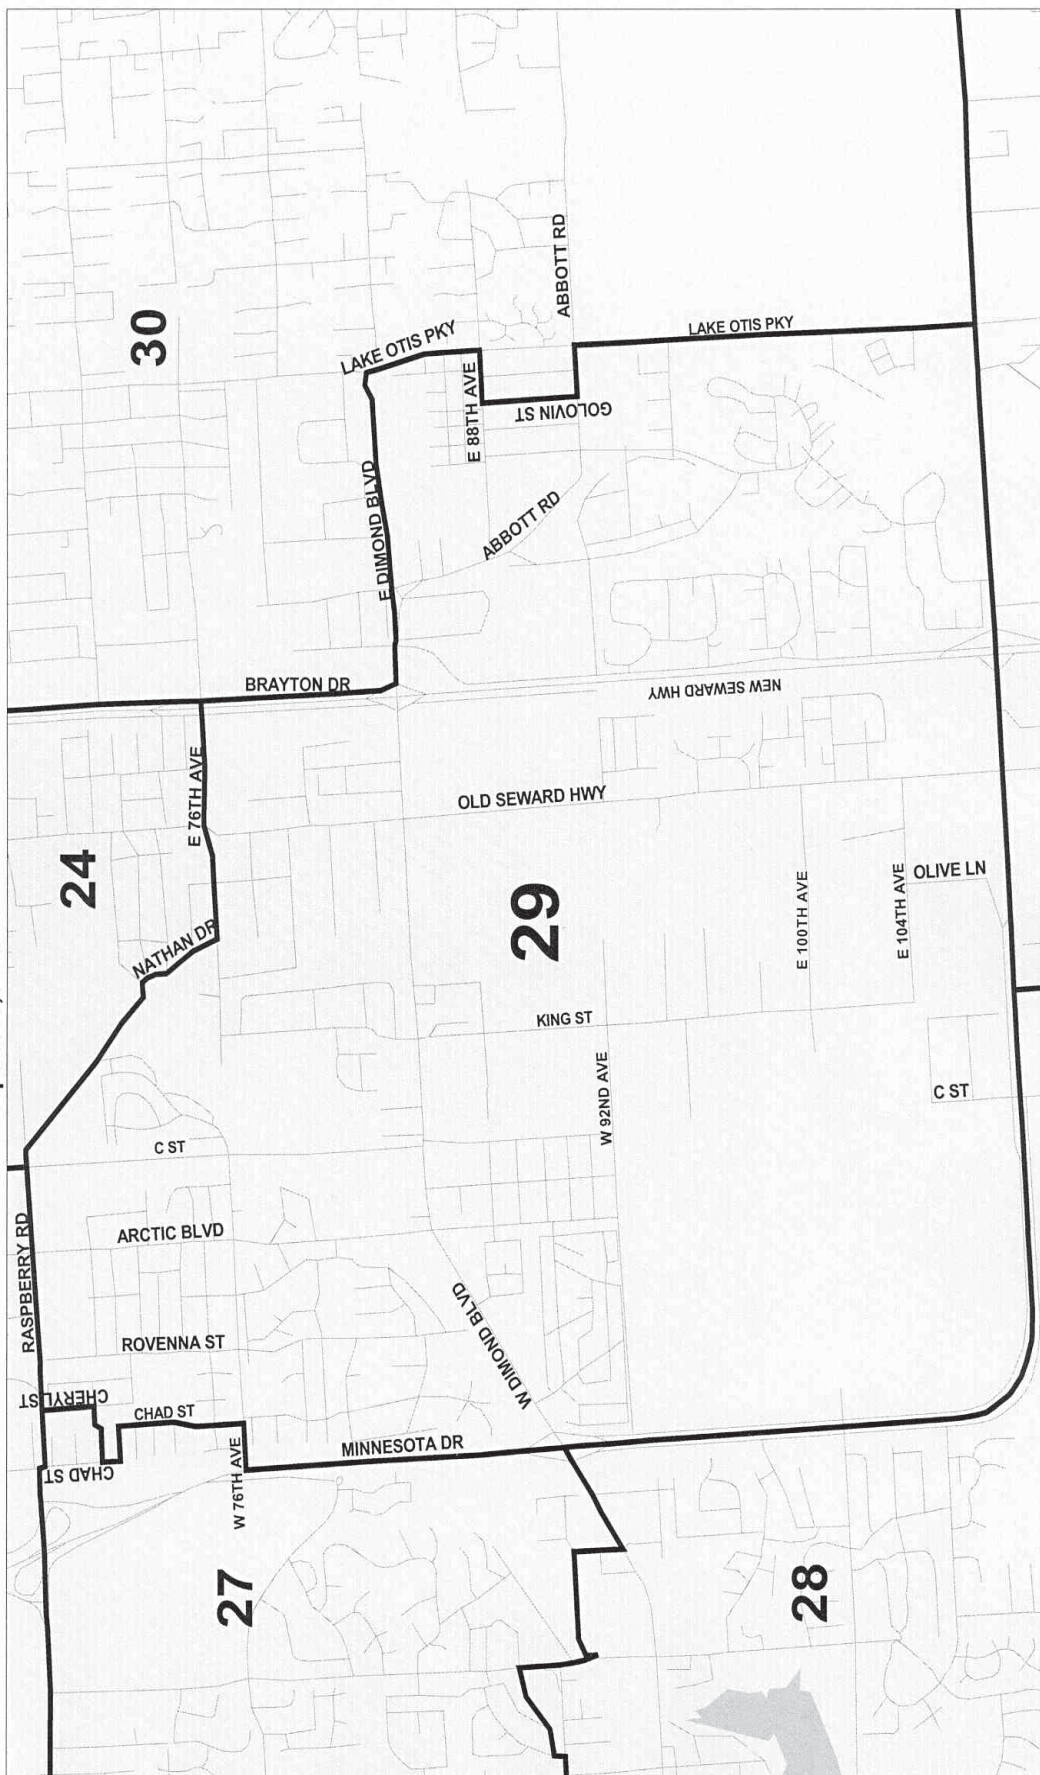 30
24
29
27
28
LAKE OTIS PKY
ABBOTT RD
LAKE OTIS PKY
E 88TH AVE
GOLOVIN ST
E DIMOND BLVD
ABBOTT RD
BRAYTON DR
NEW SEWARD HWY
E 76TH AVE
OLD SEWARD HWY
NATHAN DR
E 100TH AVE
E 104TH AVE
OLIVE LN
KING ST
W 92ND AVE
C ST
C ST
RASPBERRY RD
ARCTIC BLVD
ROVENNA ST
W DIMOND BLVD
CHERYL ST
CHAD ST
CHAD ST
MINNESOTA DR
W 76TH AVE